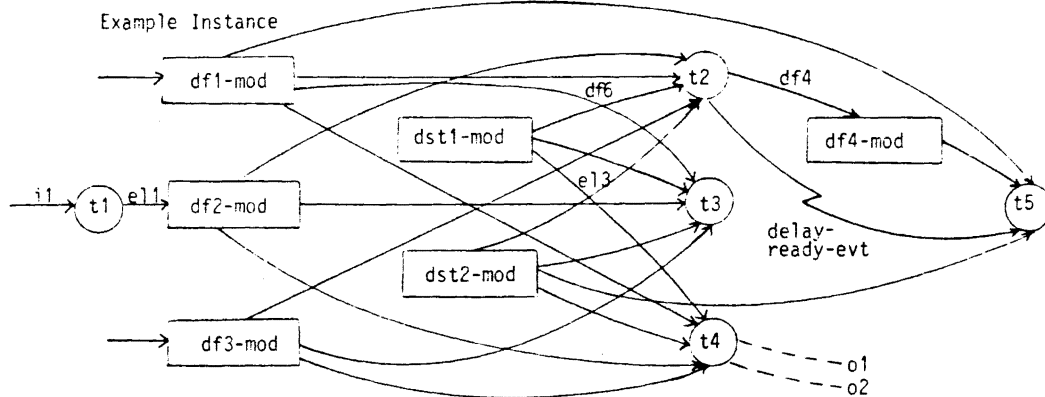 Example Instance
df1-mod
t2
df4
df6
dst1-mod
df4-mod
i1
t1
el1
df2-mod
el3
t3
t5
delay-
ready-evt
dst2-mod
df3-mod
t4
o1
o2